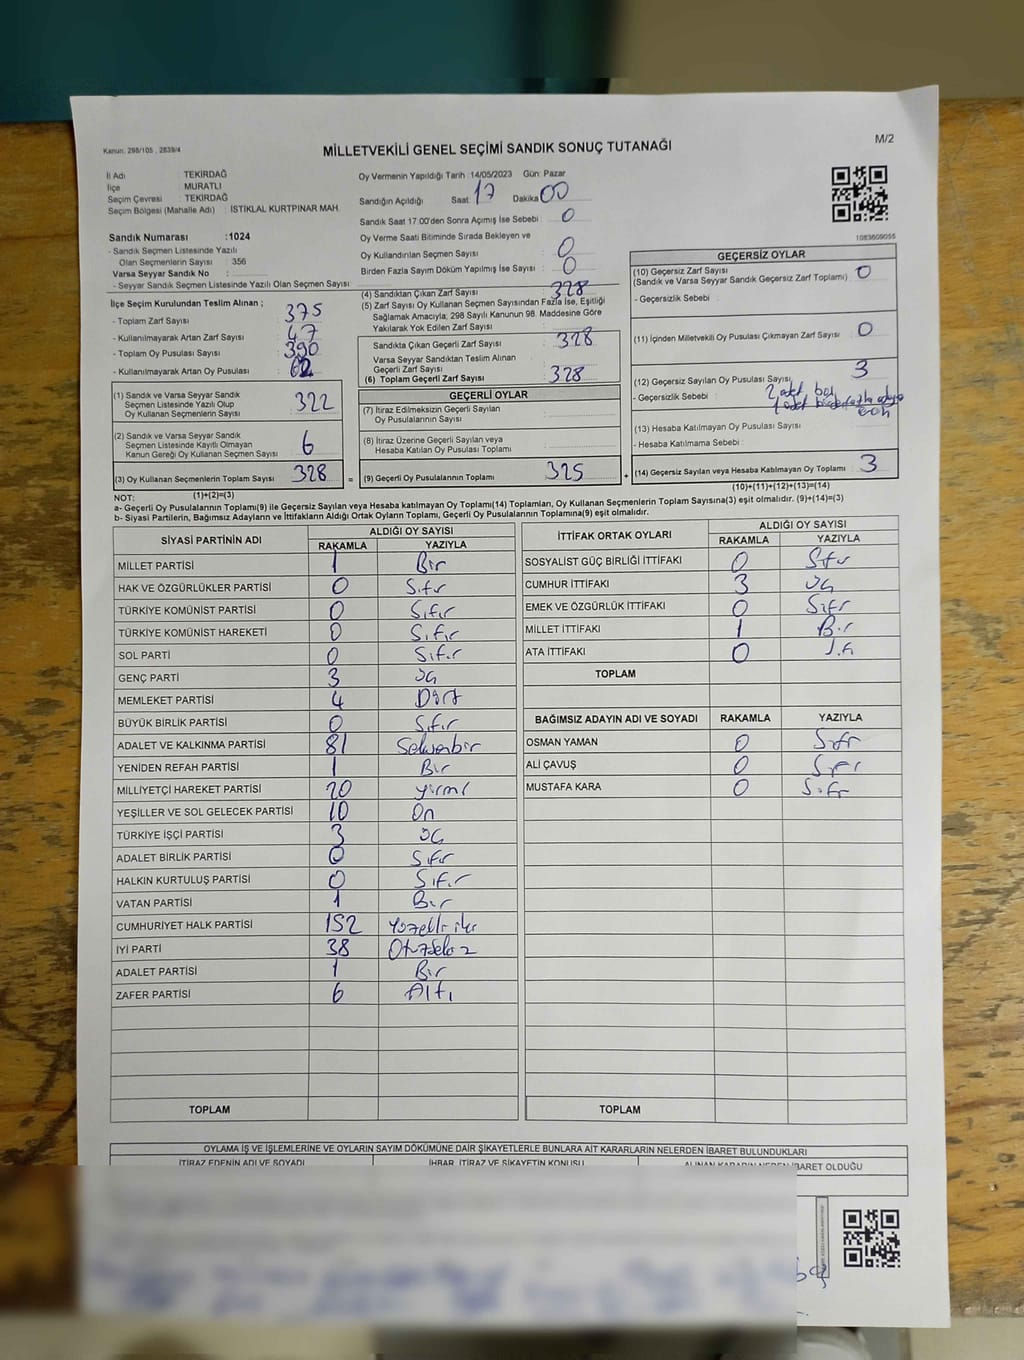 Kanun. 298/105 , 2839/4
MİLLETVEKİLİ GENEL SEÇİMİ SANDIK SONUÇ TUTANAĞI
M/2
İl Adı : TEKİRDAĞ
İlçe : MURATLI
Seçim Çevresi : TEKİRDAĞ
Seçim Bölgesi (Mahalle Adı) : İSTİKLAL KURTPINAR MAH.
Sandık Numarası :1024
- Sandık Seçmen Listesinde Yazılı
Olan Seçmenlerin Sayısı : 356
Varsa Seyyar Sandık No :
- Seyyar Sandık Seçmen Listesinde Yazılı Olan Seçmen Sayısı
Oy Vermenin Yapıldığı Tarih :14/05/2023 Gün: Pazar
Sandığın Açıldığı Saat: 17 Dakika 00
Sandık Saat 17:00'den Sonra Açımış İse Sebebi : 0
Oy Verme Saati Bitiminde Sırada Bekleyen ve
Oy Kullandırılan Seçmen Sayısı : 0
Birden Fazla Sayım Döküm Yapılmış İse Sayısı : 0
1083609055
İlçe Seçim Kurulundan Teslim Alınan ;
- Toplam Zarf Sayısı : 375
- Kullanılmayarak Artan Zarf Sayısı : 47
- Toplam Oy Pusulası Sayısı : 390
- Kullanılmayarak Artan Oy Pusulası : 62
(1) Sandık ve Varsa Seyyar Sandık
Seçmen Listesinde Yazılı Olup
Oy Kullanan Seçmenlerin Sayısı : 322
(2) Sandık ve Varsa Seyyar Sandık
Seçmen Listesinde Kayıtlı Olmayan
Kanun Gereği Oy Kullanan Seçmen Sayısı : 6
(3) Oy Kullanan Seçmenlerin Toplam Sayısı : 328
(1)+(2)=(3)
(4) Sandıktan Çıkan Zarf Sayısı : 328
(5) Zarf Sayısı Oy Kullanan Seçmen Sayısından Fazla İse, Eşitliği
Sağlamak Amacıyla, 298 Sayılı Kanunun 98. Maddesine Göre
Yakılarak Yok Edilen Zarf Sayısı :
Sandıkta Çıkan Geçerli Zarf Sayısı : 328
Varsa Seyyar Sandıktan Teslim Alınan
Geçerli Zarf Sayısı :
(6) Toplam Geçerli Zarf Sayısı : 328
GEÇERLİ OYLAR
(7) İtiraz Edilmeksizin Geçerli Sayılan
Oy Pusulalarının Sayısı :
(8) İtiraz Üzerine Geçerli Sayılan veya
Hesaba Katılan Oy Pusulası Toplamı :
= (9) Geçerli Oy Pusulalarının Toplamı : 325
GEÇERSİZ OYLAR
(10) Geçersiz Zarf Sayısı
(Sandık ve Varsa Seyyar Sandık Geçersiz Zarf Toplamı) : 0
- Geçersizlik Sebebi :
(11) İçinden Milletvekili Oy Pusulası Çıkmayan Zarf Sayısı : 0
(12) Geçersiz Sayılan Oy Pusulası Sayısı : 3
- Geçersizlik Sebebi : 2 adet boş
1 adet birden fazla
(13) Hesaba Katılmayan Oy Pusulası Sayısı :
- Hesaba Katılmama Sebebi :
+ (14) Geçersiz Sayılan veya Hesaba Katılmayan Oy Toplamı : 3
(10)+(11)+(12)+(13)=(14)
NOT:
a- Geçerli Oy Pusulaları Toplamı(9) ile Geçersiz Sayılan veya Hesaba katılmayan Oy Toplamı(14) Toplamları, Oy Kullanan Seçmenlerin Toplam Sayısına(3) eşit olmalıdır. (9)+(14)=(3)
b- Siyasi Partilerin, Bağımsız Adayların ve İttifakların Aldığı Ortak Oyların Toplamı, Geçerli Oy Pusulalarının Toplamına(9) eşit olmalıdır.
SİYASİ PARTİNİN ADI ALDIĞI OY SAYISI
RAKAMLA YAZIYLA
MİLLET PARTİSİ 1 Bir
HAK VE ÖZGÜRLÜKLER PARTİSİ 0 Sıfır
TÜRKİYE KOMÜNİST PARTİSİ 0 Sıfır
TÜRKİYE KOMÜNİST HAREKETİ 0 Sıfır
SOL PARTİ 0 Sıfır
GENÇ PARTİ 3 Üç
MEMLEKET PARTİSİ 4 Dört
BÜYÜK BİRLİK PARTİSİ 0 Sıfır
ADALET VE KALKINMA PARTİSİ 81 Seksenbir
YENİDEN REFAH PARTİSİ 1 Bir
MİLLİYETÇİ HAREKET PARTİSİ 20 yirmi
YEŞİLLER VE SOL GELECEK PARTİSİ 10 On
TÜRKİYE İŞÇİ PARTİSİ 3 Üç
ADALET BİRLİK PARTİSİ 0 Sıfır
HALKIN KURTULUŞ PARTİSİ 0 Sıfır
VATAN PARTİSİ 1 Bir
CUMHURİYET HALK PARTİSİ 152 Yüzelli iki
İYİ PARTİ 38 Otuzsekiz
ADALET PARTİSİ 1 Bir
ZAFER PARTİSİ 6 Altı
TOPLAM
İTTİFAK ORTAK OYLARI ALDIĞI OY SAYISI
RAKAMLA YAZIYLA
SOSYALİST GÜÇ BİRLİĞİ İTTİFAKI 0 Sıfır
CUMHUR İTTİFAKI 3 Üç
EMEK VE ÖZGÜRLÜK İTTİFAKI 0 Sıfır
MİLLET İTTİFAKI 1 Bir
ATA İTTİFAKI 0
TOPLAM
BAĞIMSIZ ADAYIN ADI VE SOYADI RAKAMLA YAZIYLA
OSMAN YAMAN 0 Sıfır
ALİ ÇAVUŞ 0 Sıfır
MUSTAFA KARA 0 Sıfır
TOPLAM
OYLAMA İŞ VE İŞLEMLERİNE VE OYLARIN SAYIM DÖKÜMÜNE DAİR ŞİKAYETLERLE BUNLARA AİT KARARLARIN NELERDEN İBARET BULUNDUKLARI
İTİRAZ EDENİN ADI VE SOYADI İHBAR, İTİRAZ VE ŞİKAYETİN KONUSU ALINAN KARARIN NEDEN İBARET OLDUĞU